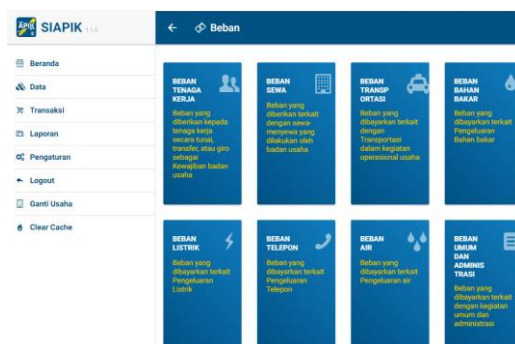 SIAPIK 1.1.0
Beban
Beranda
Data
Transaksi
Laporan
Pengaturan
Logout
Ganti Usaha
Clear Cache
BEBAN
TENAGA
KERJA
Beban yang
diberikan kepada
tenaga kerja
secara tunai,
transfer, atau giro
sebagai
Kewajiban badan
usaha
BEBAN
SEWA
Beban yang
diberikan terkait
dengan sewa-
menyewa yang
dilakukan oleh
badan usaha
BEBAN
TRANSP
ORTASI
Beban yang
dibayarkan terkait
dengan
Transportasi
dalam kegiatan
operasional usaha
BEBAN
BAHAN
BAKAR
Beban yang
dibayarkan terkait
Pengeluaran
Bahan bakar
BEBAN
LISTRIK
Beban yang
dibayarkan terkait
Pengeluaran
Listrik
BEBAN
TELEPON
Beban yang
dibayarkan terkait
Pengeluaran
Telepon
BEBAN
AIR
Beban yang
dibayarkan terkait
Pengeluaran air
BEBAN
UMUM
DAN
ADMINIS
TRASI
Beban yang
dibayarkan terkait
dengan kegiatan
umum dan
administrasi